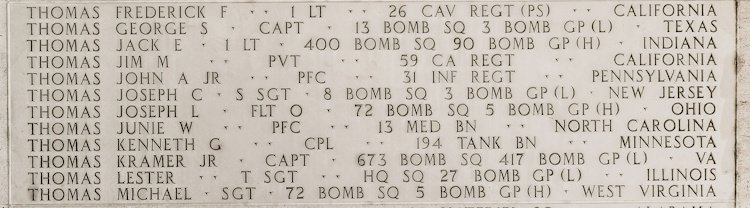 THOMAS FREDERICK F · · 1 LT · · 26 CAV REGT (PS) · · CALIFORNIA
THOMAS GEORGE S · CAPT · 13 BOMB SQ 3 BOMB GP (L) · TEXAS
THOMAS JACK E · 1 LT · 400 BOMB SQ 90 BOMB GP (H) · INDIANA
THOMAS JIM M · · PVT · · 59 CA REGT · · CALIFORNIA
THOMAS JOHN A JR · · PFC · · 31 INF REGT · · PENNSYLVANIA
THOMAS JOSEPH C · S SGT · 8 BOMB SQ 3 BOMB GP (L) · NEW JERSEY
THOMAS JOSEPH L · FLT O · 72 BOMB SQ 5 BOMB GP (H) · OHIO
THOMAS JUNIE W · · PFC · · 13 MED BN · · NORTH CAROLINA
THOMAS KENNETH G · · CPL · · 194 TANK BN · · MINNESOTA
THOMAS KRAMER JR · CAPT · 673 BOMB SQ 417 BOMB GP (L) · VA
THOMAS LESTER · · T SGT · HQ SQ 27 BOMB GP (L) · · ILLINOIS
THOMAS MICHAEL · SGT · 72 BOMB SQ 5 BOMB GP (H) · WEST VIRGINIA